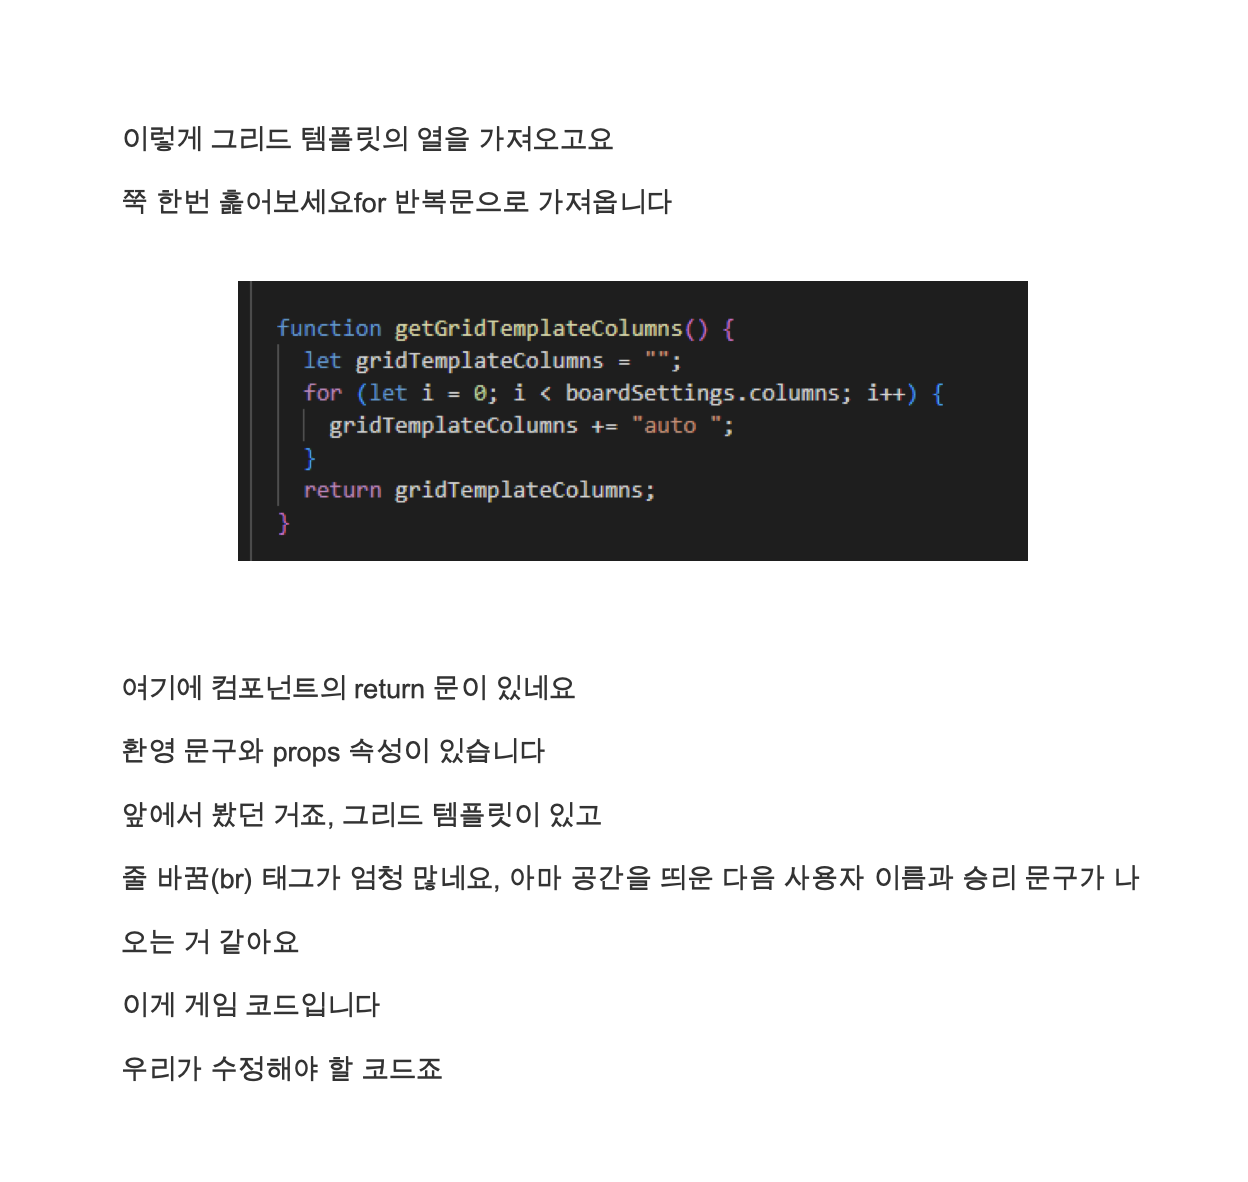 이렇게 그리드 템플릿의 열을 가져오고요
쭉 한번 훑어보세요for 반복문으로 가져옵니다
function getGridTemplateColumns() {
let gridTemplateColumns = "";
for (let i = 0; i < boardSettings.columns; i++) {
gridTemplateColumns += "auto ";
}
return gridTemplateColumns;
}
여기에 컴포넌트의 return 문이 있네요
환영 문구와 props 속성이 있습니다
앞에서 봤던 거죠, 그리드 템플릿이 있고
줄 바꿈(br) 태그가 엄청 많네요, 아마 공간을 띄운 다음 사용자 이름과 승리 문구가 나
오는 거 같아요
이게 게임 코드입니다
우리가 수정해야 할 코드죠